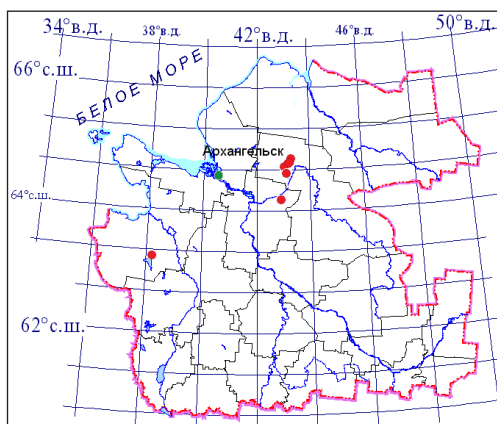 34°в.д.
38°в.д.
42°в.д.
46°в.д.
50°в.д.
66°с.ш.
БЕЛОЕ МОРЕ
Архангельск
64°с.ш.
62°с.ш.